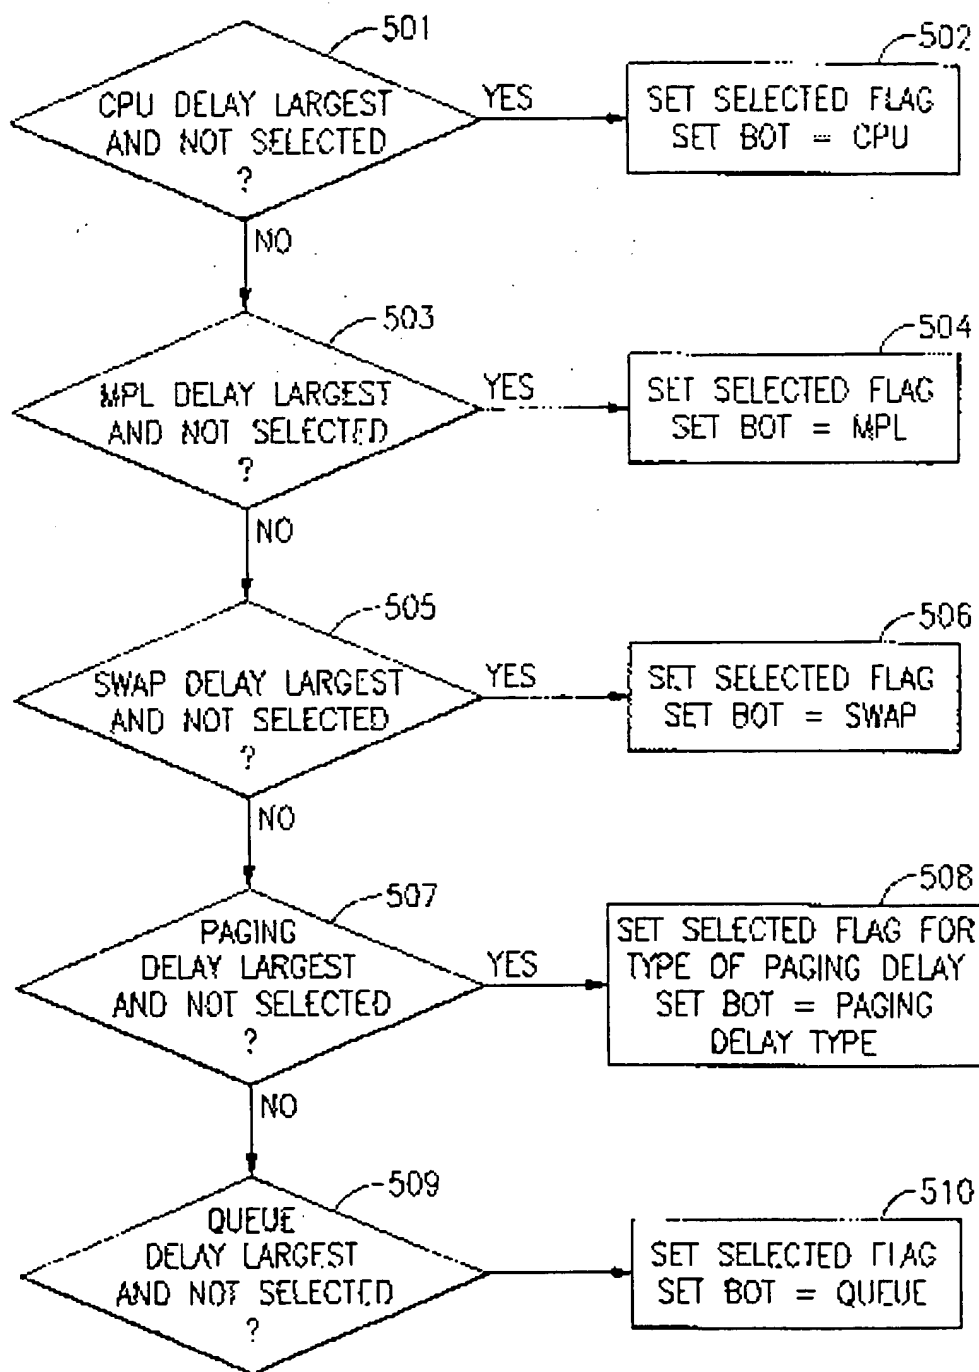 501
CPU DELAY LARGEST
AND NOT SELECTED
?
YES
502
SET SELECTED FLAG
SET BOT = CPU
NO
503
MPL DELAY LARGEST
AND NOT SELECTED
?
YES
504
SET SELECTED FLAG
SET BOT = MPL
NO
505
SWAP DELAY LARGEST
AND NOT SELECTED
?
YES
506
SET SELECTED FLAG
SET BOT = SWAP
NO
507
PAGING
DELAY LARGEST
AND NOT SELECTED
?
YES
508
SET SELECTED FLAG FOR
TYPE OF PAGING DELAY
SET BOT = PAGING
DELAY TYPE
NO
509
QUEUE
DELAY LARGEST
AND NOT SELECTED
?
510
SET SELECTED FLAG
SET BOT = QUEUE